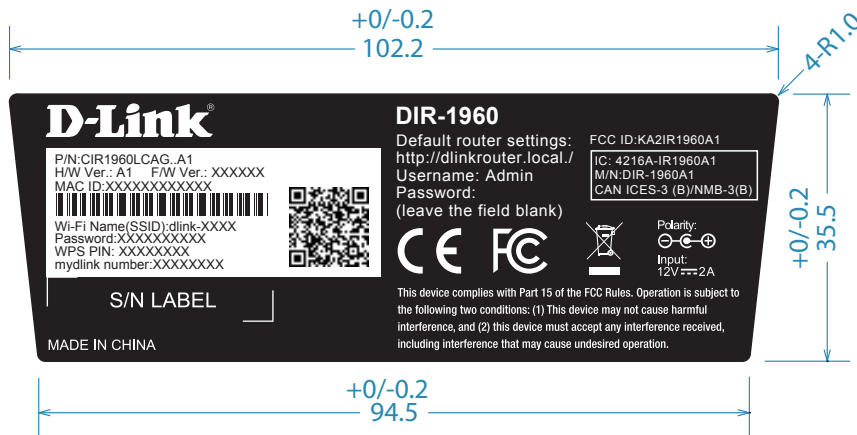 +0/-0.2
102.2
4-R1.0
D-Link®
P/N:CIR1960LCAG..A1
H/W Ver.: A1 F/W Ver.: XXXXXX
MAC ID:XXXXXXXXXXXX
Wi-Fi Name(SSID):dlink-XXXX
Password:XXXXXXXXXX
WPS PIN: XXXXXXXX
mydlink number:XXXXXXXX
S/N LABEL
MADE IN CHINA
DIR-1960
Default router settings:
http://dlinkrouter.local./
Username: Admin
Password:
(leave the field blank)
FCC ID:KA2IR1960A1
IC: 4216A-IR1960A1
M/N:DIR-1960A1
CAN ICES-3 (B)/NMB-3(B)
CE FC
Polarity:
Input:
12V⎓2A
This device complies with Part 15 of the FCC Rules. Operation is subject to
the following two conditions: (1) This device may not cause harmful
interference, and (2) this device must accept any interference received,
including interference that may cause undesired operation.
+0/-0.2
35.5
+0/-0.2
94.5